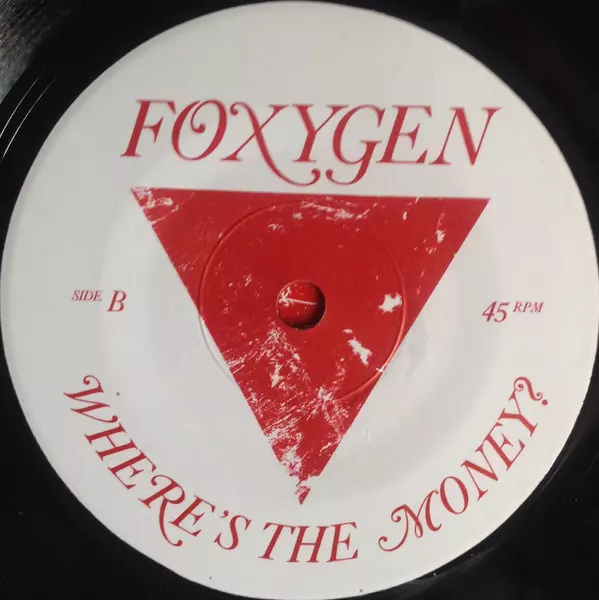 FOXYGEN
SIDE B
45 RPM
WHERE'S THE MONEY?